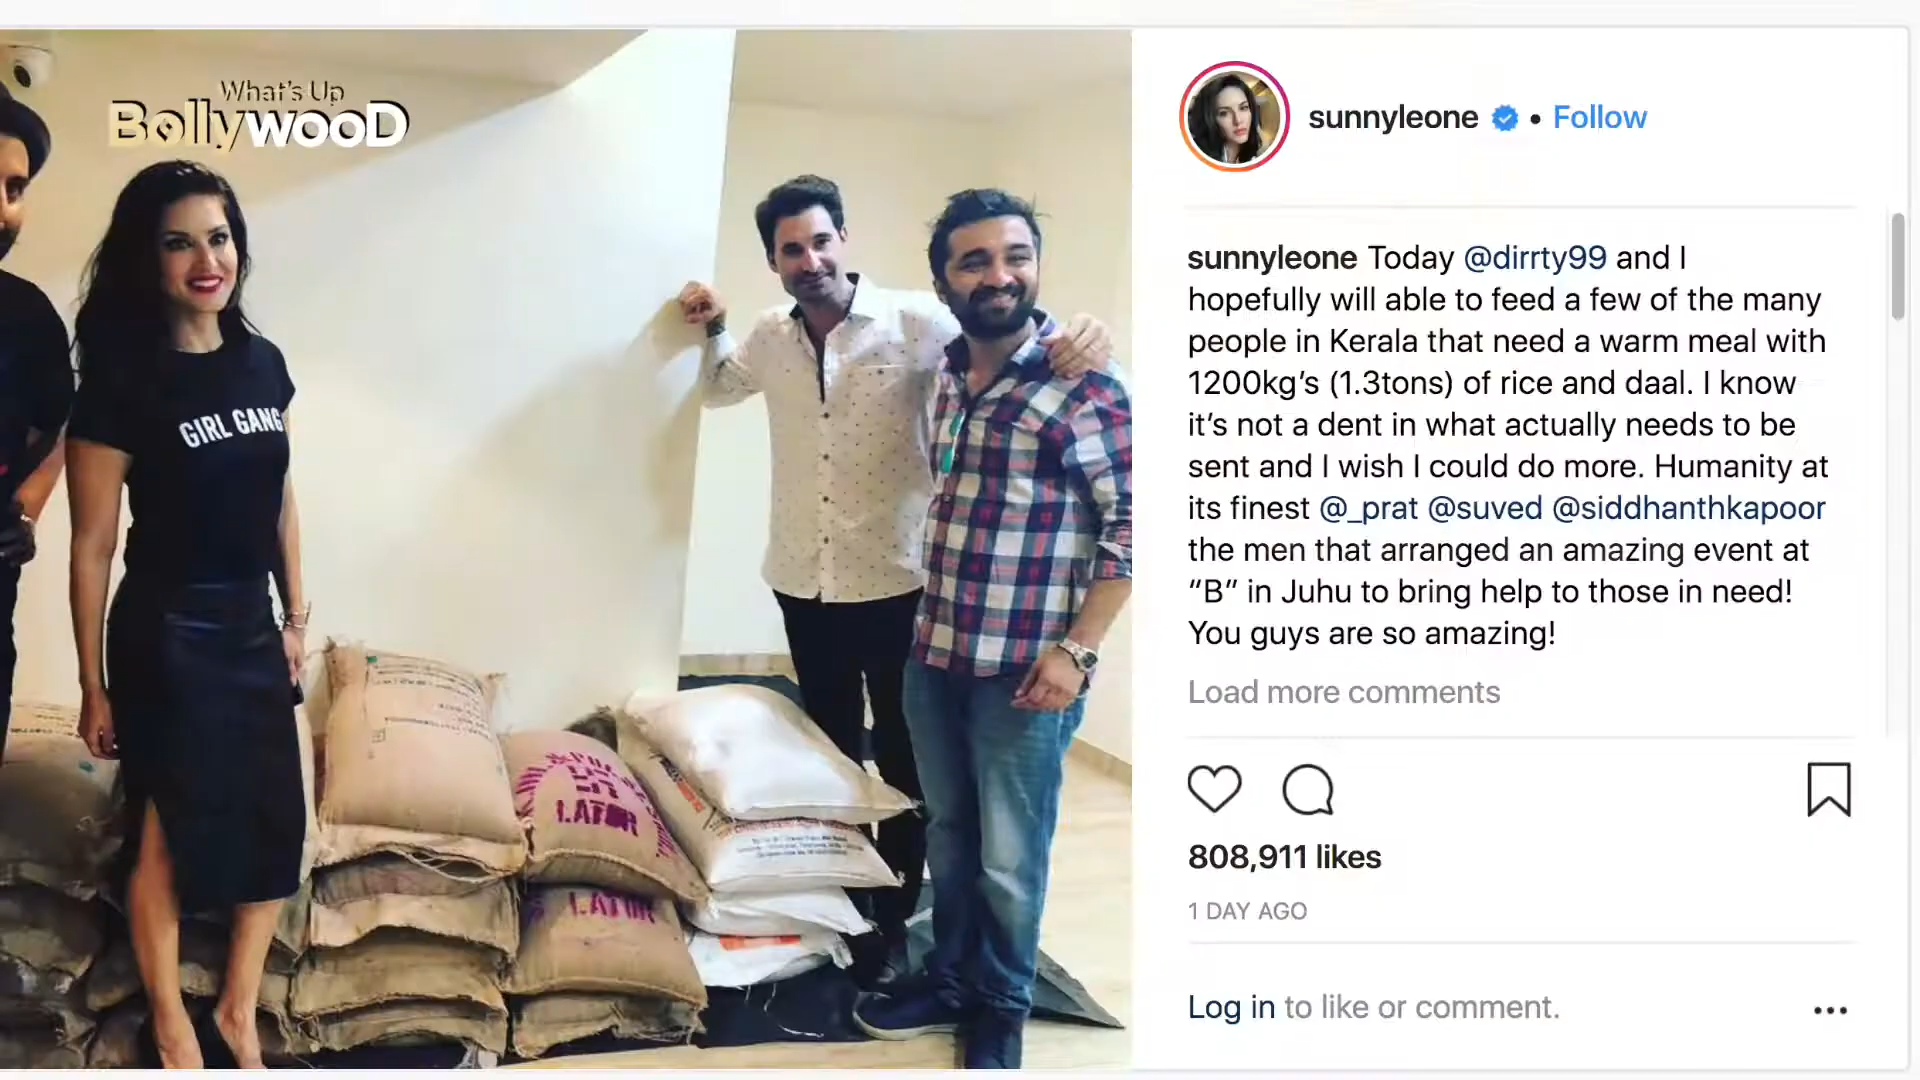 What's Up
BollywooD
GIRL GANG
LATUR
LATUR
sunnyleone • Follow
sunnyleone Today @dirrty99 and I
hopefully will able to feed a few of the many
people in Kerala that need a warm meal with
1200kg's (1.3tons) of rice and daal. I know
it's not a dent in what actually needs to be
sent and I wish I could do more. Humanity at
its finest @_prat @suved @siddhanthkapoor
the men that arranged an amazing event at
“B” in Juhu to bring help to those in need!
You guys are so amazing!
Load more comments
808,911 likes
1 DAY AGO
Log in to like or comment.